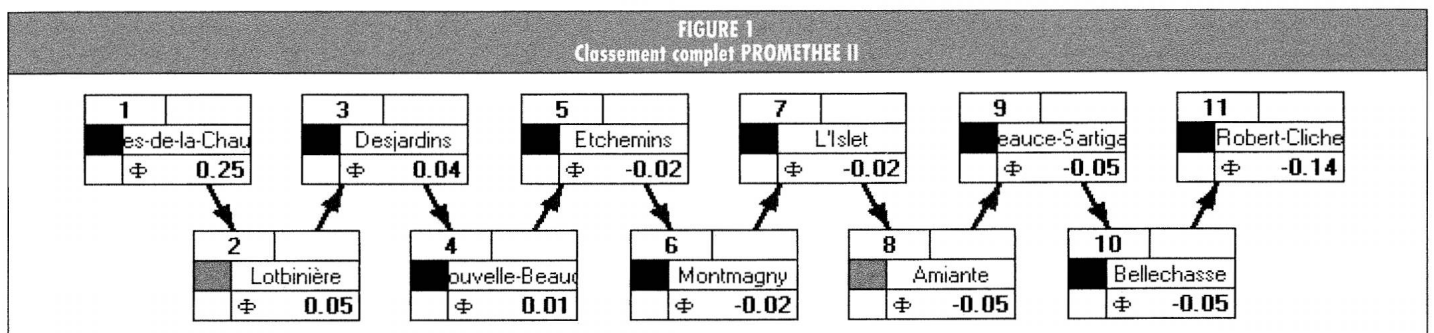 FIGURE 1
Classement complet PROMETHEE II
1
es-de-la-Chau
Φ 0.25
2
Lotbinière
Φ 0.05
3
Desjardins
Φ 0.04
4
ouvelle-Beauc
Φ 0.01
5
Etchemins
Φ -0.02
6
Montmagny
Φ -0.02
7
L'Islet
Φ -0.02
8
Amiante
Φ -0.05
9
eauce-Sartiga
Φ -0.05
10
Bellechasse
Φ -0.05
11
Robert-Cliche
Φ -0.14